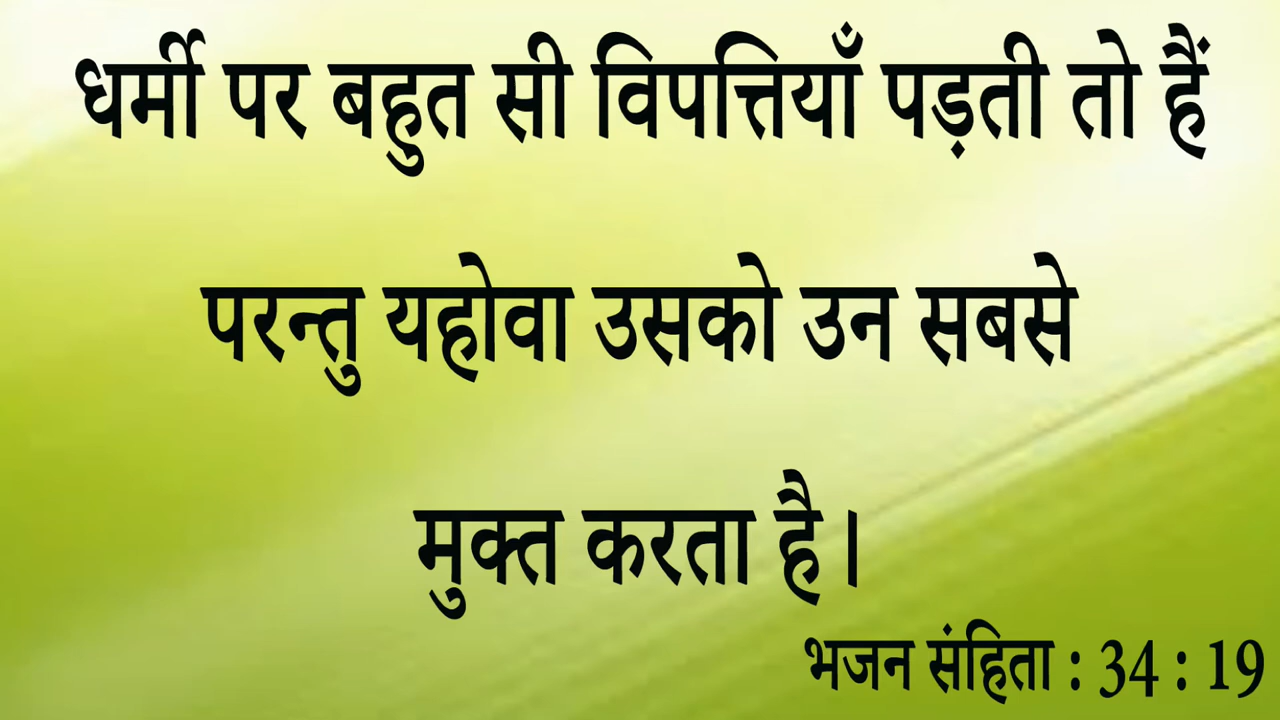 धर्मी पर बहुत सी विपत्तियाँ पड़ती तो हैं
परन्तु यहोवा उसको उन सबसे
मुक्त करता है।
भजन संहिता : 34 : 19